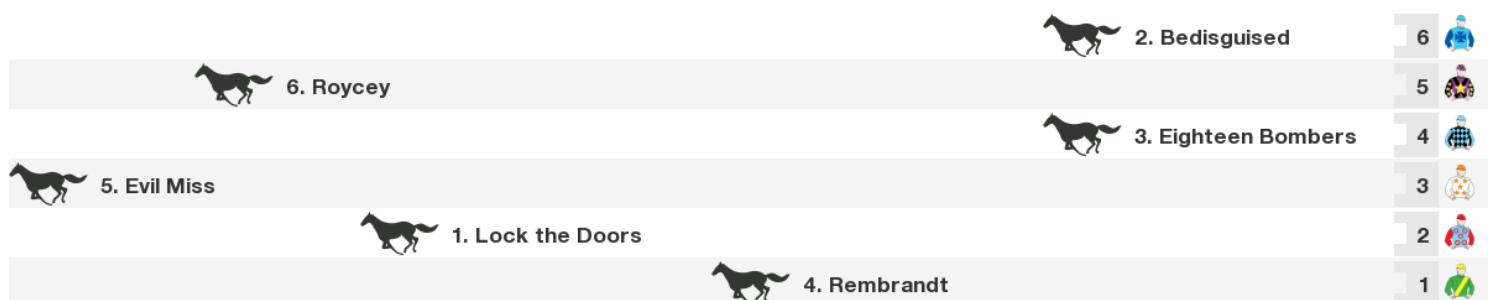 2. Bedisguised 6
6. Roycey 5
3. Eighteen Bombers 4
5. Evil Miss 3
1. Lock the Doors 2
4. Rembrandt 1